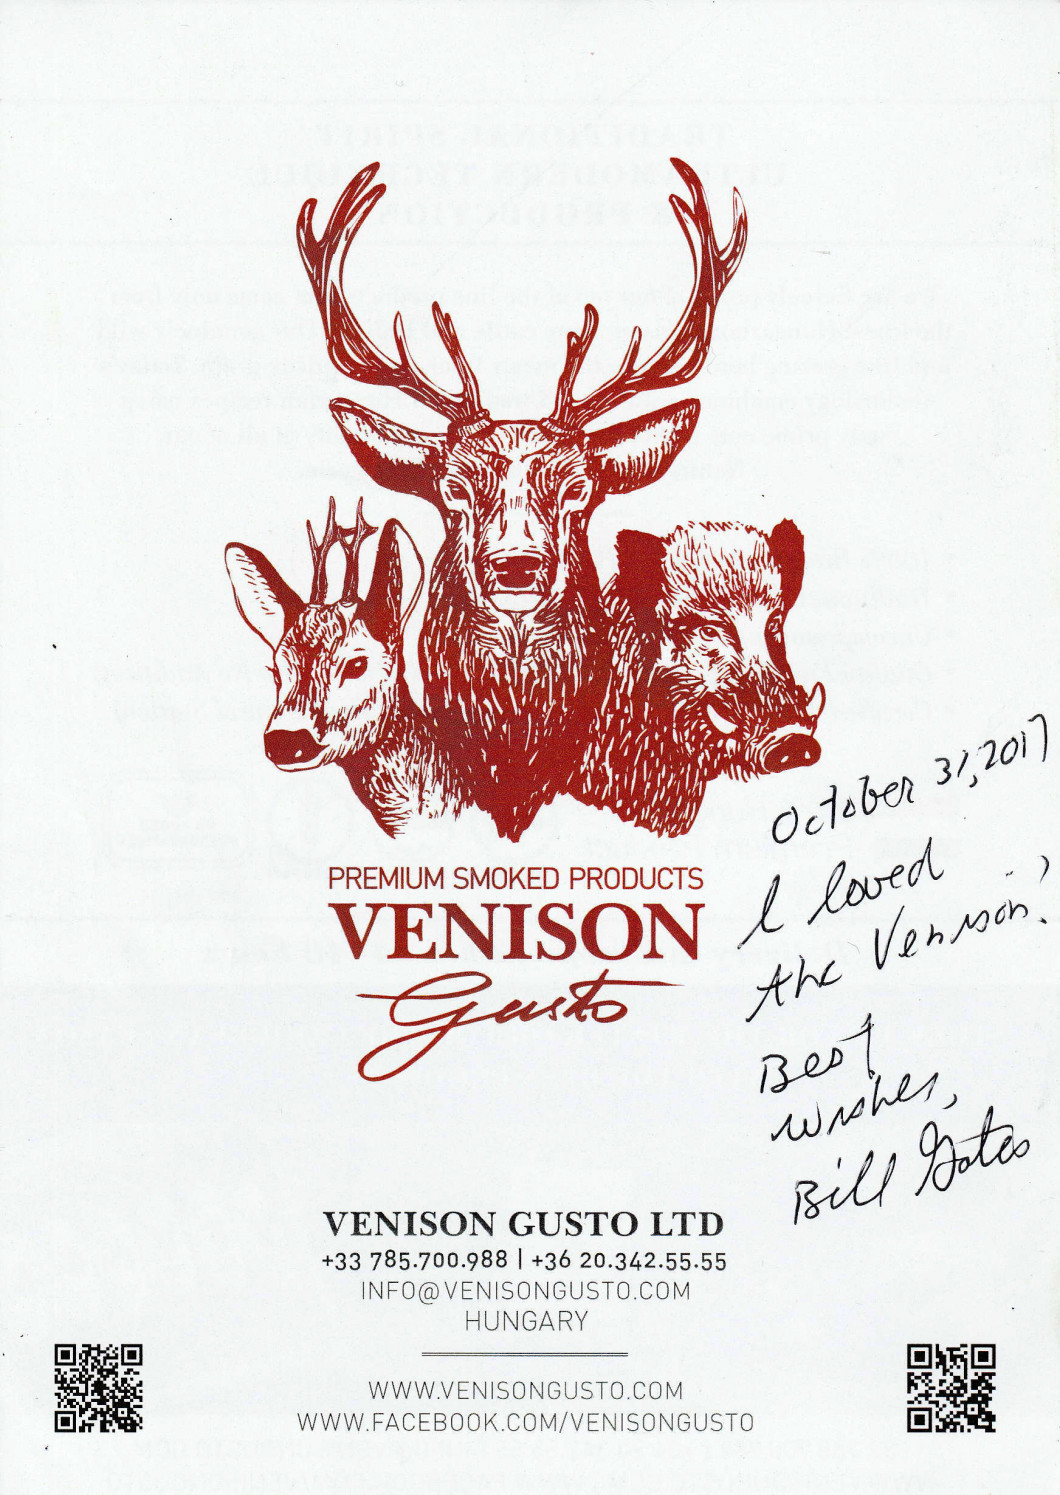 PREMIUM SMOKED PRODUCTS
VENISON
Gusto
October 31, 2017
I loved
the Venison.
Best
wishes,
Bill Gates
VENISON GUSTO LTD
+33 785.700.988 | +36 20.342.55.55
INFO@VENISONGUSTO.COM
HUNGARY
WWW.VENISONGUSTO.COM
WWW.FACEBOOK.COM/VENISONGUSTO